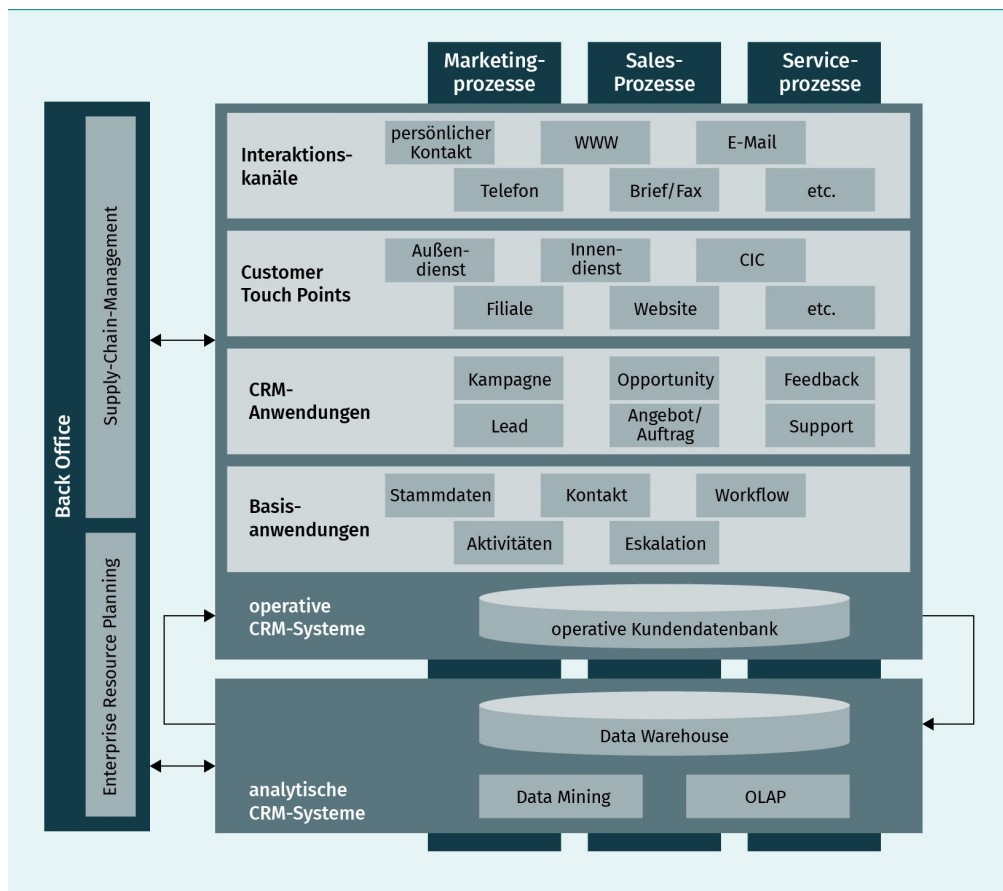 Marketing-
prozesse
Sales-
Prozesse
Service-
prozesse
Interaktions-
kanäle
persönlicher
Kontakt
WWW
E-Mail
Telefon
Brief/Fax
etc.
Customer
Touch Points
Außen-
dienst
Innen-
dienst
CIC
Filiale
Website
etc.
CRM-
Anwendungen
Kampagne
Opportunity
Feedback
Lead
Angebot/
Auftrag
Support
Basis-
anwendungen
Stammdaten
Kontakt
Workflow
Aktivitäten
Eskalation
operative
CRM-Systeme
operative Kundendatenbank
Data Warehouse
analytische
CRM-Systeme
Data Mining
OLAP
Back Office
Supply-Chain-Management
Enterprise Resource Planning